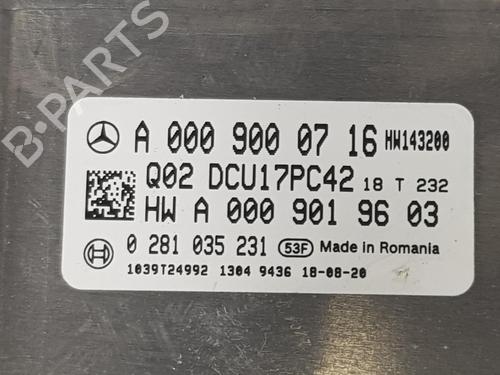 B-PARTS
A 000 900 07 16 HW143200
Q02 DCU17PC42 18 T 232
HW A 000 901 96 03
0 281 035 231 53F Made in Romania
1039T24992 1304 9436 18-08-20